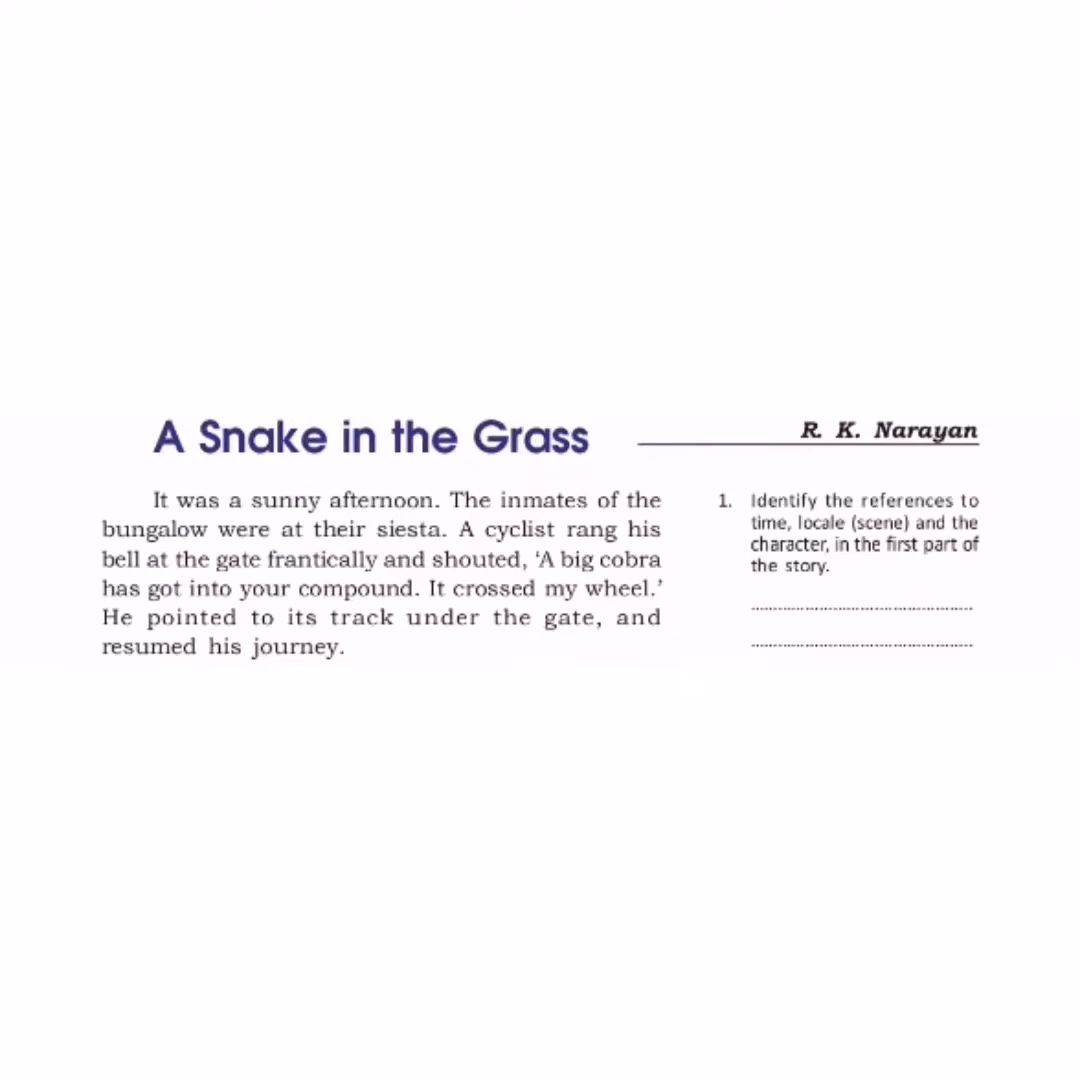 A Snake in the Grass
R. K. Narayan
It was a sunny afternoon. The inmates of the
bungalow were at their siesta. A cyclist rang his
bell at the gate frantically and shouted, ‘A big cobra
has got into your compound. It crossed my wheel.’
He pointed to its track under the gate, and
resumed his journey.
1. Identify the references to
time, locale (scene) and the
character, in the first part of
the story.